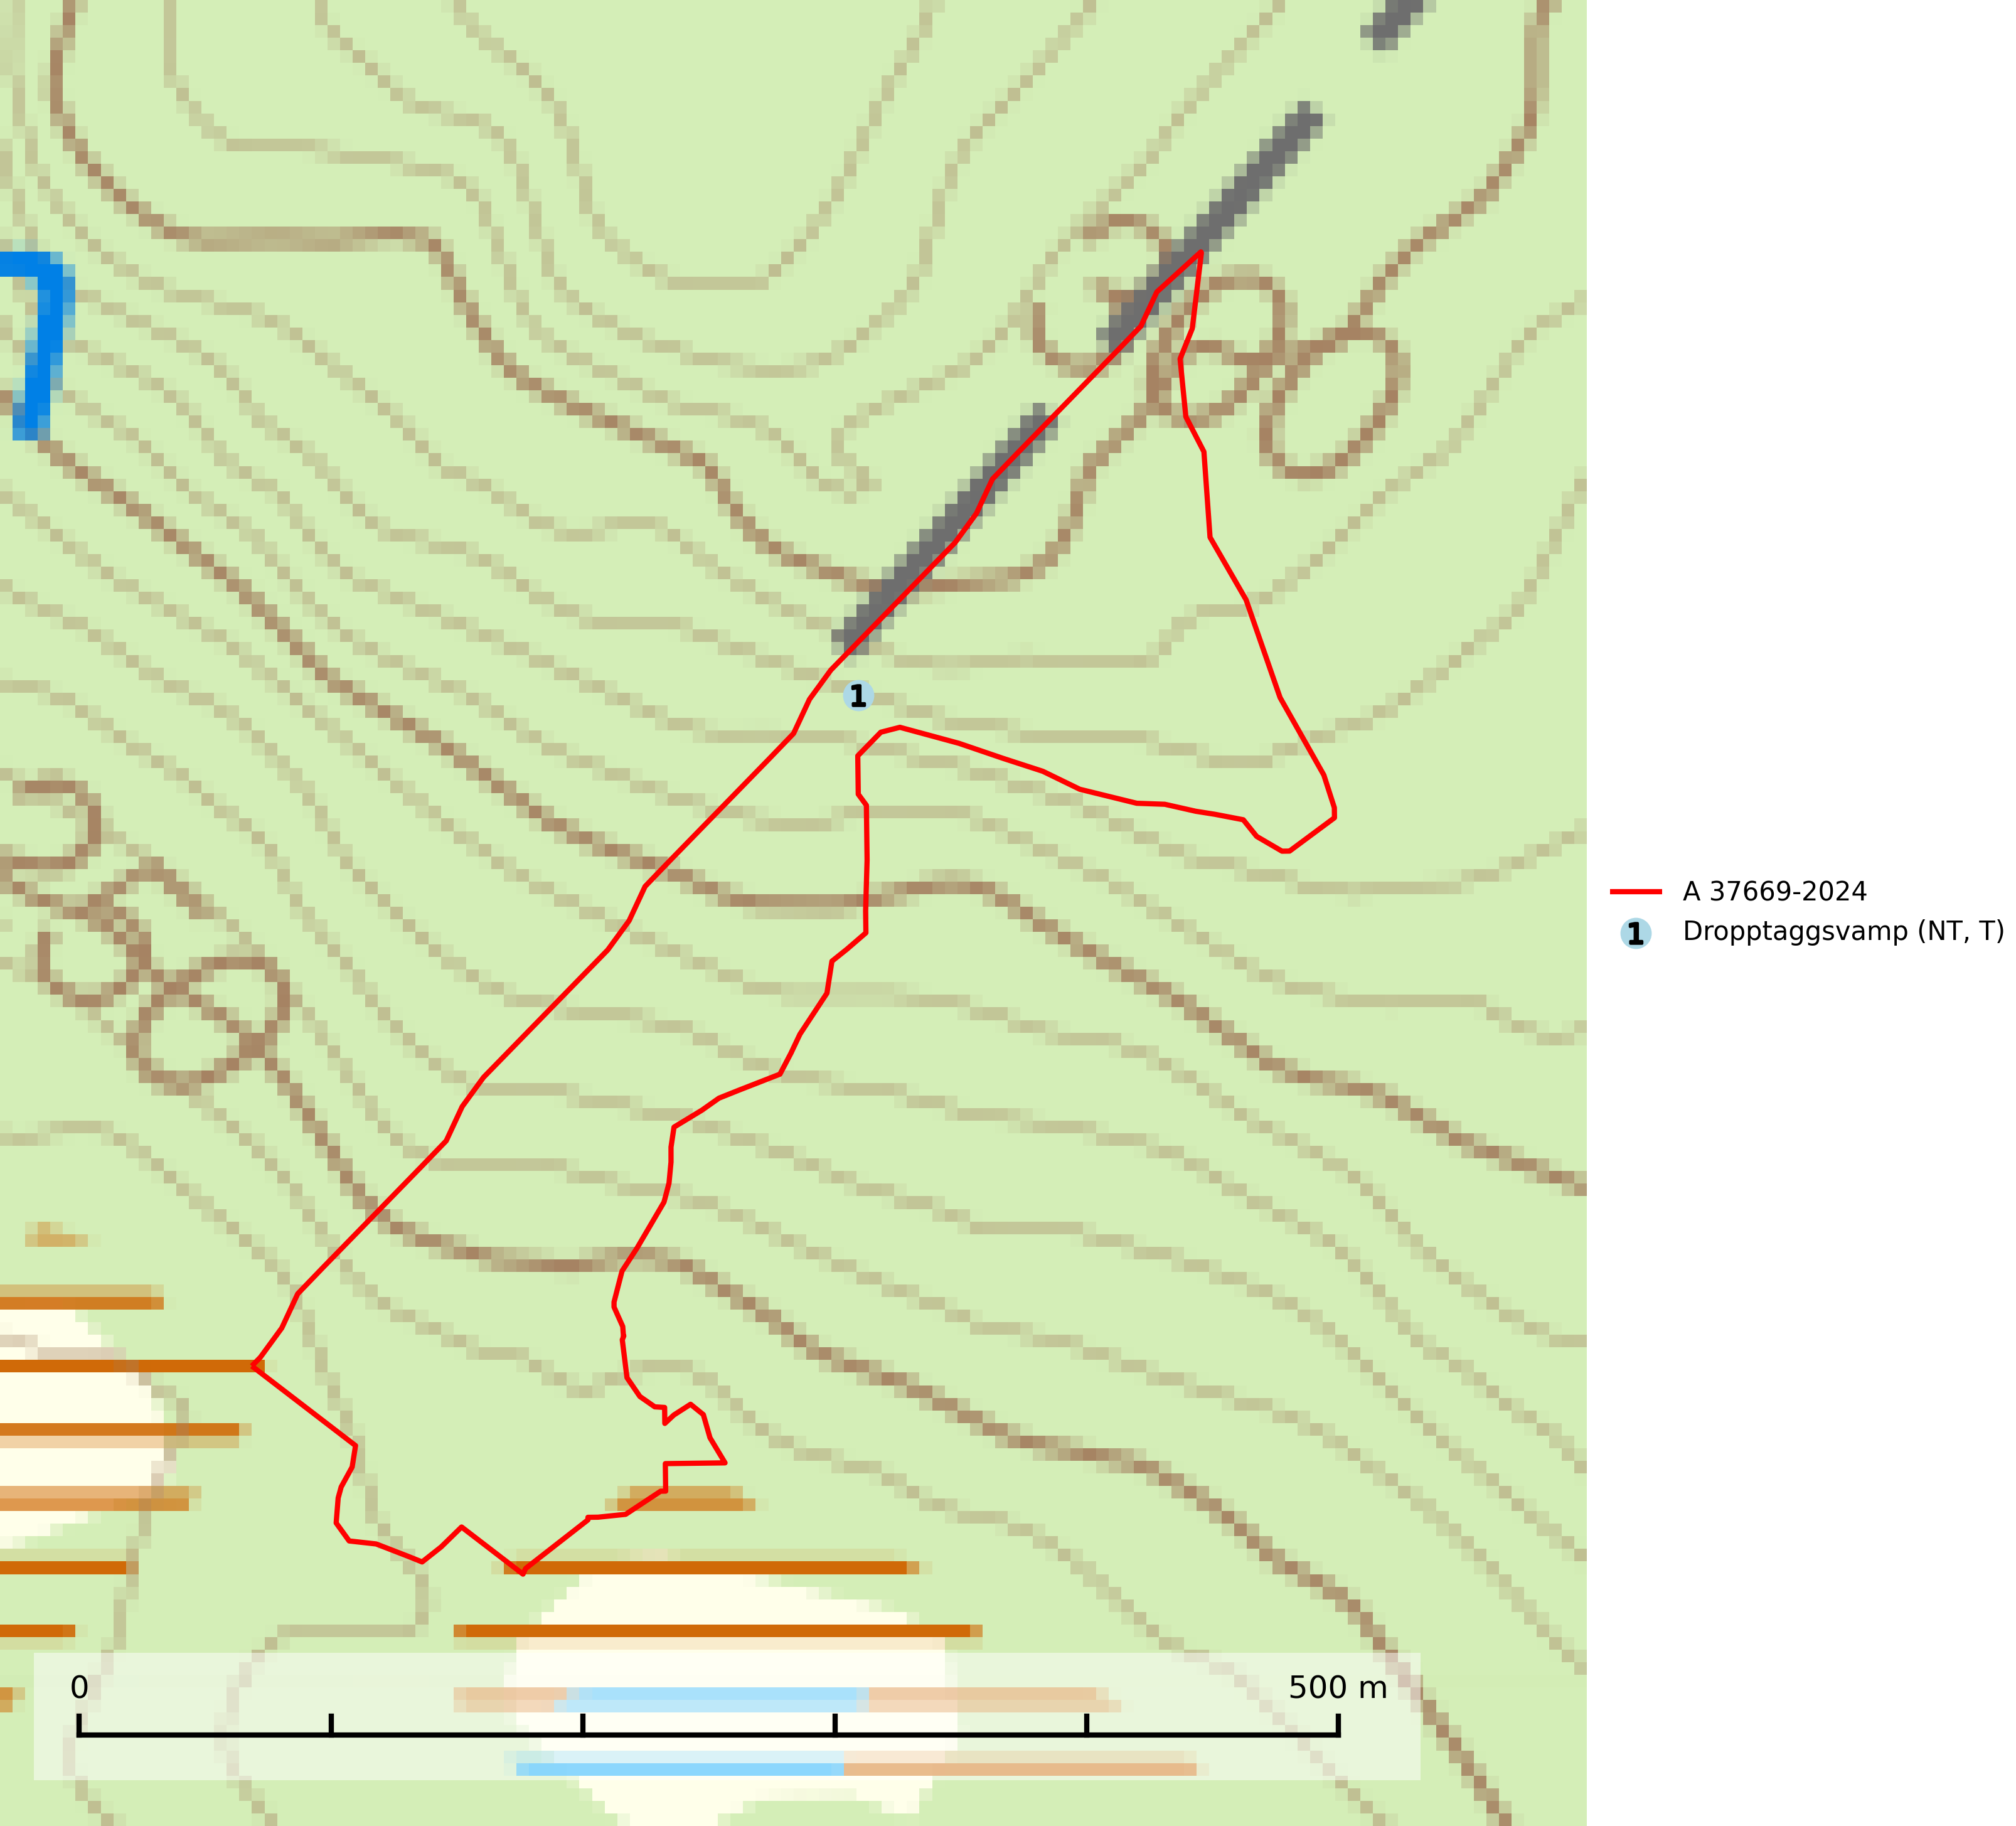 1
A 37669-2024
1 Dropptaggsvamp (NT, T)
0 500 m